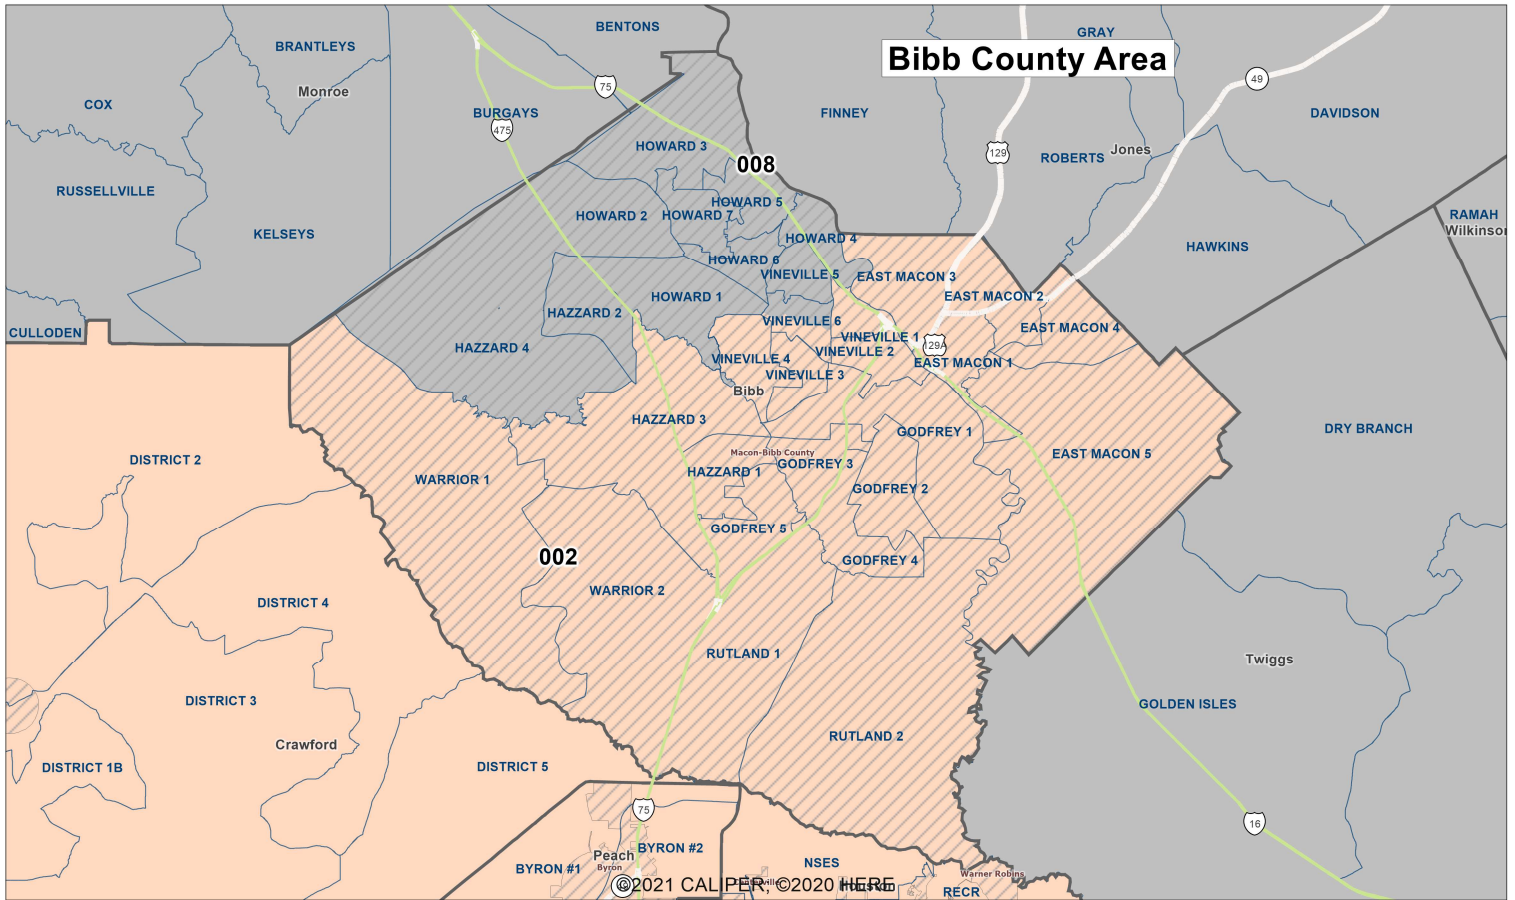 BENTONS
GRAY
BRANTLEYS
Bibb County Area
49
75
Monroe
COX
BURGAYS
FINNEY
DAVIDSON
475
HOWARD 3
129
ROBERTS
Jones
008
RUSSELLVILLE
HOWARD 5
HOWARD 2
HOWARD 7
RAMAH
Wilkinson
KELSEYS
HOWARD 4
HAWKINS
HOWARD 6
VINEVILLE 5
EAST MACON 3
HOWARD 1
EAST MACON 2
HAZZARD 2
VINEVILLE 6
EAST MACON 4
CULLODEN
VINEVILLE 1
129A
HAZZARD 4
VINEVILLE 2
VINEVILLE 4
EAST MACON 1
VINEVILLE 3
Bibb
HAZZARD 3
GODFREY 1
DRY BRANCH
Macon-Bibb County
EAST MACON 5
DISTRICT 2
GODFREY 3
HAZZARD 1
WARRIOR 1
GODFREY 2
GODFREY 5
002
GODFREY 4
WARRIOR 2
DISTRICT 4
RUTLAND 1
Twiggs
DISTRICT 3
GOLDEN ISLES
RUTLAND 2
Crawford
DISTRICT 1B
DISTRICT 5
75
16
BYRON #2
Peach
NSES
Byron
BYRON #1
Warner Robins
©2021 CALIPER; ©2020 HERE
Houston
RECR